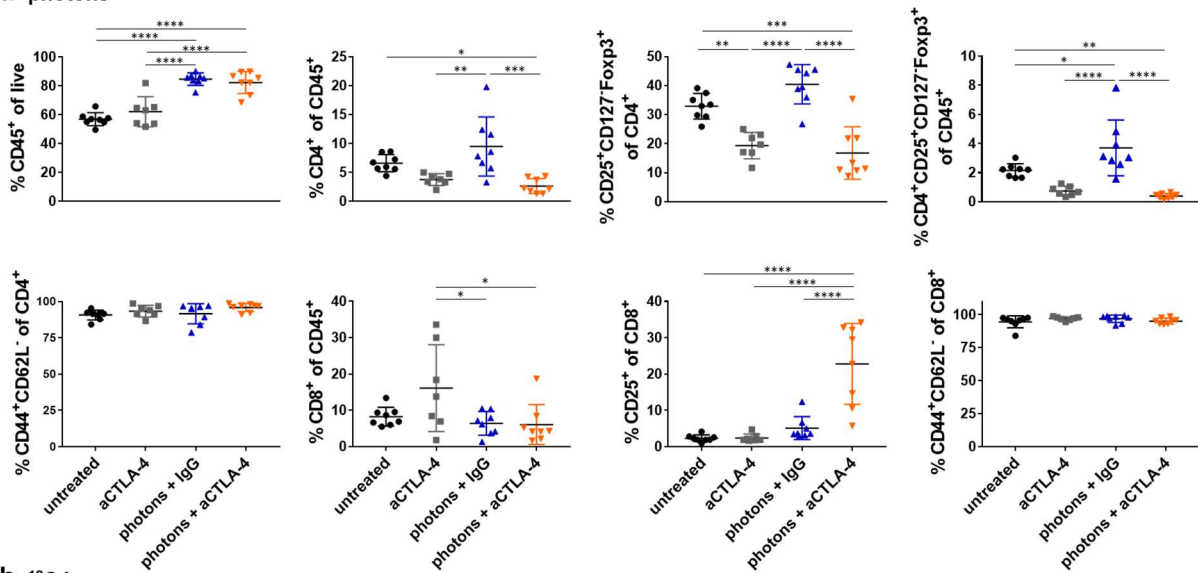 photons
**** **** **** ****
% CD45⁺ of live
100 80 60 40 20 0
* ** ***
% CD4⁺ of CD45⁺
25 20 15 10 5 0
*** ** **** ****
% CD25⁺CD127⁻Foxp3⁺
of CD4⁺
50 40 30 20 10 0
** * **** ****
% CD4⁺CD25⁺CD127⁻Foxp3⁺
of CD45⁺
10 8 6 4 2 0
% CD44⁺CD62L⁻ of CD4⁺
100 75 50 25 0
untreated
aCTLA-4
photons + IgG
photons + aCTLA-4
* *
% CD8⁺ of CD45⁺
40 30 20 10 0
untreated
aCTLA-4
photons + IgG
photons + aCTLA-4
**** **** ****
% CD25⁺ of CD8⁺
40 30 20 10 0
untreated
aCTLA-4
photons + IgG
photons + aCTLA-4
% CD44⁺CD62L⁻ of CD8⁺
100 75 50 25 0
untreated
aCTLA-4
photons + IgG
photons + aCTLA-4